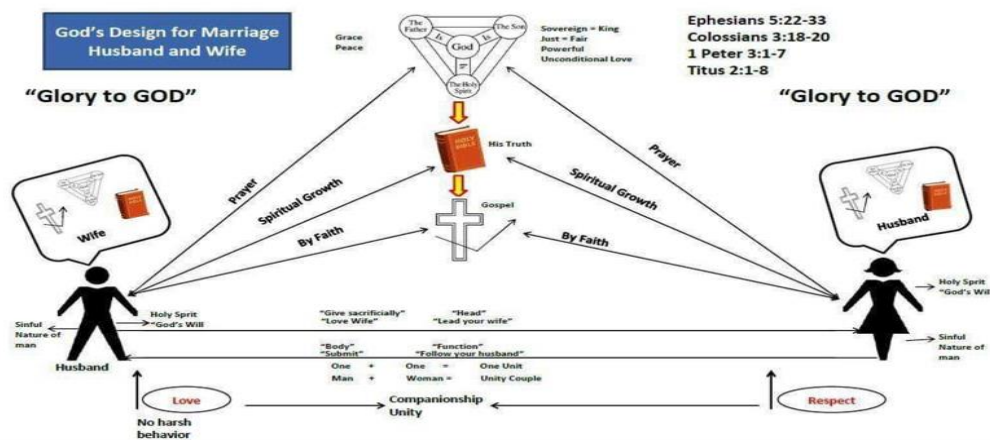 God's Design for Marriage
Husband and Wife
Grace
Peace
The
Father
Is
God
Is
The Son
Is
The Holy
Spirit
Sovereign = King
Just = Fair
Powerful
Unconditional Love
Ephesians 5:22-33
Colossians 3:18-20
1 Peter 3:1-7
Titus 2:1-8
"Glory to GOD"
"Glory to GOD"
HOLY
BIBLE
His Truth
Gospel
Prayer
Spiritual Growth
By Faith
Prayer
Spiritual Growth
By Faith
Wife
Husband
Holy Sprit
"God's Will
Sinful
Nature of
man
Husband
Holy Sprit
"God's Will
Sinful
Nature of
man
"Give sacrificially"
"Love Wife"
"Head"
"Lead your wife"
"Body"
"Submit"
"Function"
"Follow your husband"
One + One = One Unit
Man + Woman = Unity Couple
Love
No harsh
behavior
Companionship
Unity
Respect